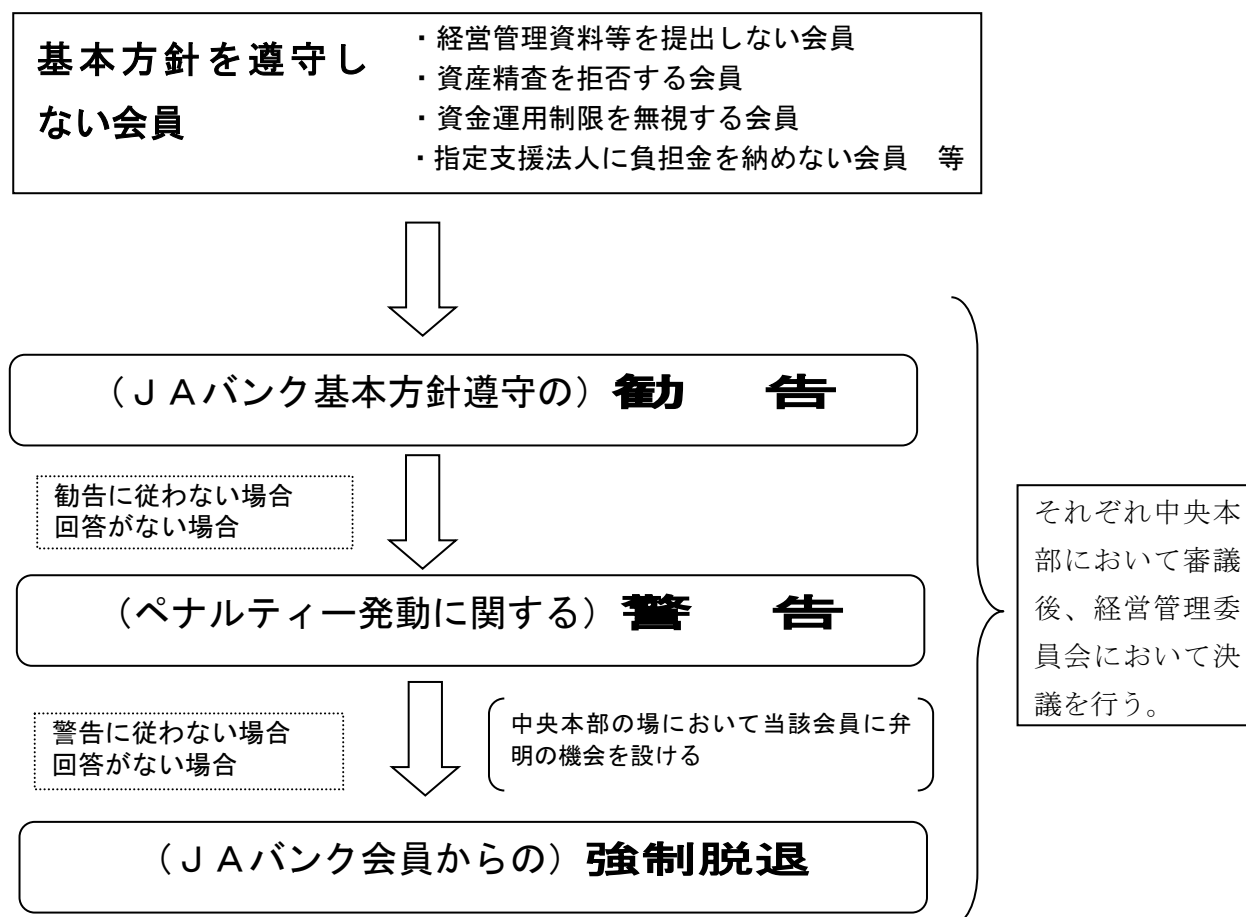 基本方針を遵守し
ない会員
・経営管理資料等を提出しない会員
・資産精査を拒否する会員
・資金運用制限を無視する会員
・指定支援法人に負担金を納めない会員　等
（ＪＡバンク基本方針遵守の）勧　告
勧告に従わない場合
回答がない場合
（ペナルティー発動に関する）警　告
警告に従わない場合
回答がない場合
中央本部の場において当該会員に弁
明の機会を設ける
（ＪＡバンク会員からの）強制脱退
それぞれ中央本
部において審議
後、経営管理委
員会において決
議を行う。